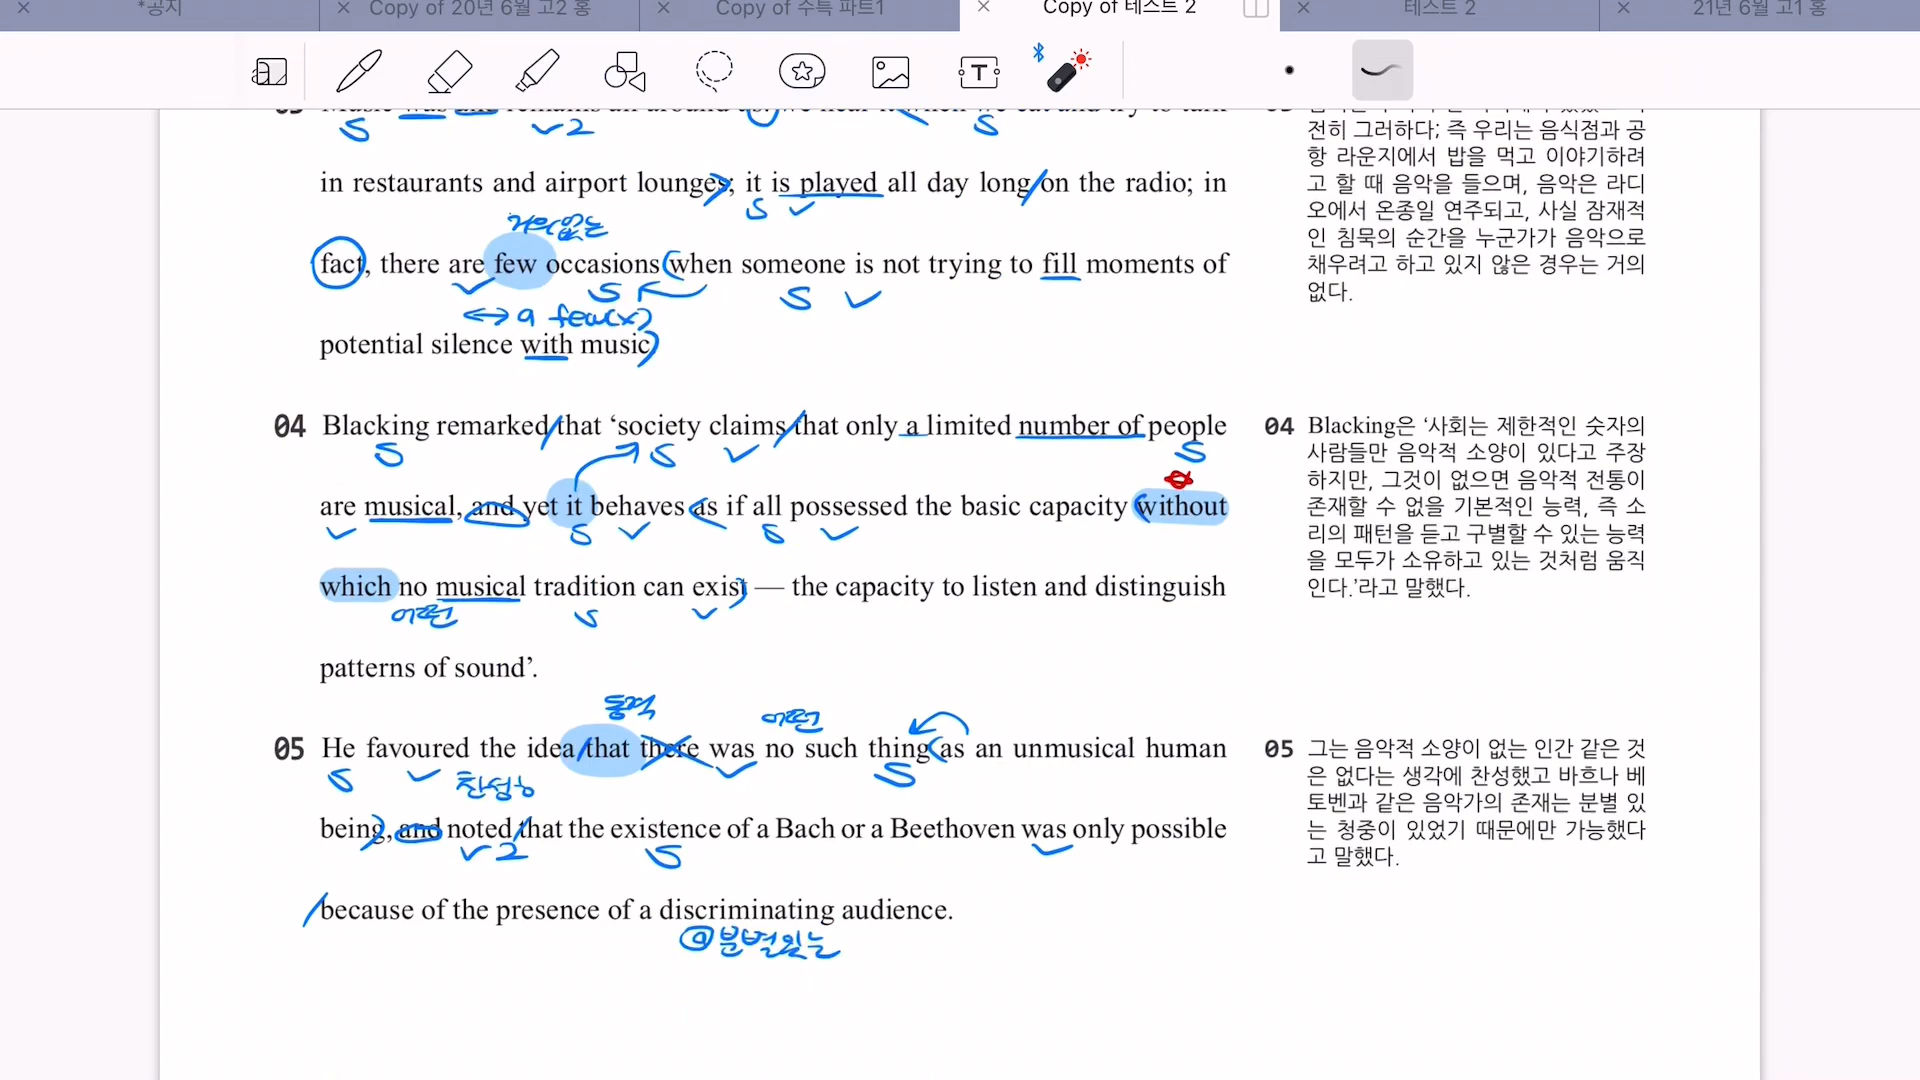 *공지
Copy of 20년 6월 고2 홍
Copy of 수특 파트1
Copy of 테스트 2
테스트 2
21년 6월 고1 홍
S
✓2
S
in restaurants and airport lounges; it is played all day long on the radio; in
S ✓
거의 없는
fact, there are few occasions when someone is not trying to fill moments of
✓ S S ✓
↔ a few(x)
potential silence with music
전히 그러하다; 즉 우리는 음식점과 공
항 라운지에서 밥을 먹고 이야기하려
고 할 때 음악을 들으며, 음악은 라디
오에서 온종일 연주되고, 사실 잠재적
인 침묵의 순간을 누군가가 음악으로
채우려고 하고 있지 않은 경우는 거의
없다.
04 Blacking remarked that ‘society claims that only a limited number of people
S S ✓ S
are musical, and yet it behaves as if all possessed the basic capacity without
✓ S ✓ S ✓
which no musical tradition can exist — the capacity to listen and distinguish
어떤 S ✓
patterns of sound’.
04 Blacking은 ‘사회는 제한적인 숫자의
사람들만 음악적 소양이 있다고 주장
하지만, 그것이 없으면 음악적 전통이
존재할 수 없을 기본적인 능력, 즉 소
리의 패턴을 듣고 구별할 수 있는 능력
을 모두가 소유하고 있는 것처럼 움직
인다.’라고 말했다.
동격 어떤
05 He favoured the idea that there was no such thing as an unmusical human
S ✓ ✓ S
being, and noted that the existence of a Bach or a Beethoven was only possible
✓2 S ✓
because of the presence of a discriminating audience.
ⓐ분별있는
05 그는 음악적 소양이 없는 인간 같은 것
은 없다는 생각에 찬성했고 바흐나 베
토벤과 같은 음악가의 존재는 분별 있
는 청중이 있었기 때문에만 가능했다
고 말했다.